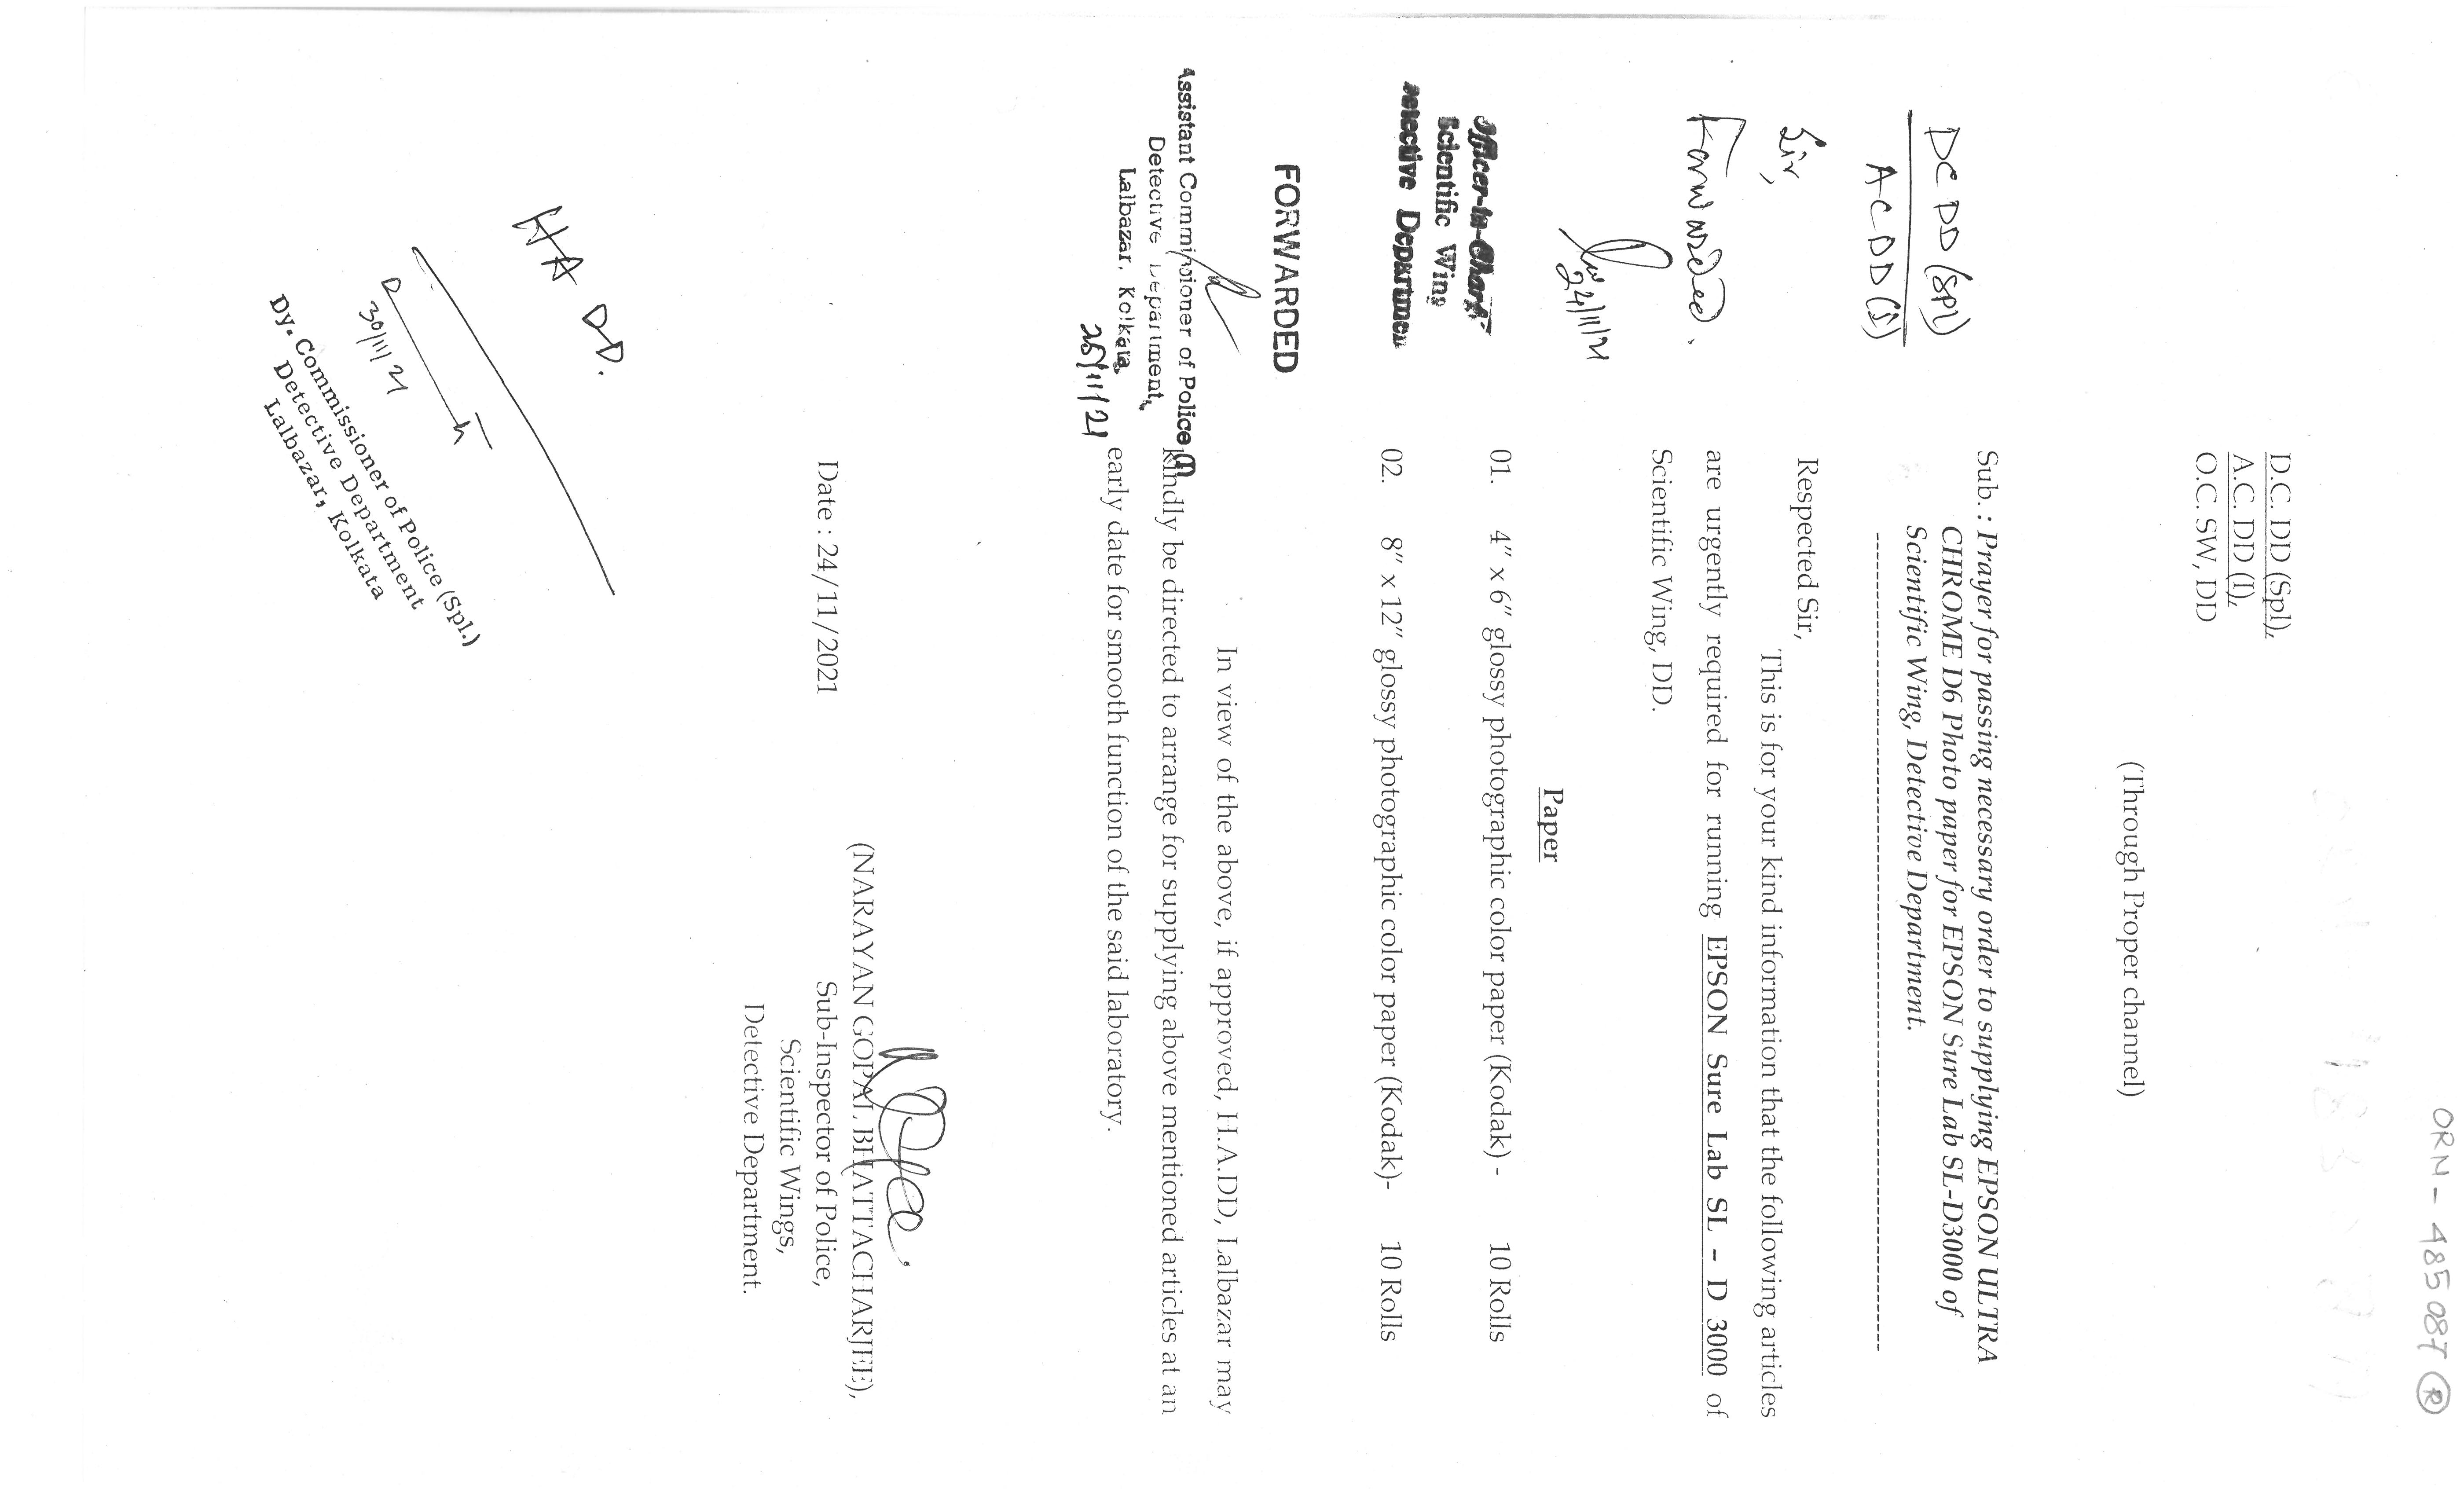 ORN - 485087 R
D.C. DD (Spl),
A.C. DD (I),
O.C. SW, DD
(Through Proper channel)
Sub. : Prayer for passing necessary order to supplying EPSON ULTRA
CHROME D6 Photo paper for EPSON Sure Lab SL-D3000 of
Scientific Wing, Detective Department.
--------------------------------------------------------------------------------
DC DD (SPL)
AC DD (I)
Sir,
Forwarded.
24/11/21
Officer-in-Charge
Scientific Wing
Detective Departmen
Respected Sir,
This is for your kind information that the following articles
are urgently required for running EPSON Sure Lab SL – D 3000 of
Scientific Wing, DD.
Paper
01. 4″ x 6″ glossy photographic color paper (Kodak) - 10 Rolls
02. 8″ x 12″ glossy photographic color paper (Kodak)- 10 Rolls
FORWARDED
Assistant Commissioner of Police (I)
Detective Department,
Lalbazar, Kolkata
25/11/21
In view of the above, if approved, H.A.DD, Lalbazar may
kindly be directed to arrange for supplying above mentioned articles at an
early date for smooth function of the said laboratory.
(NARAYAN GOPAL BHATTACHARJEE),
Date : 24/11/2021
Sub-Inspector of Police,
Scientific Wings,
Detective Department.
HA DD.
30/11/21
Dy. Commissioner of Police (Spl.)
Detective Department
Lalbazar, Kolkata